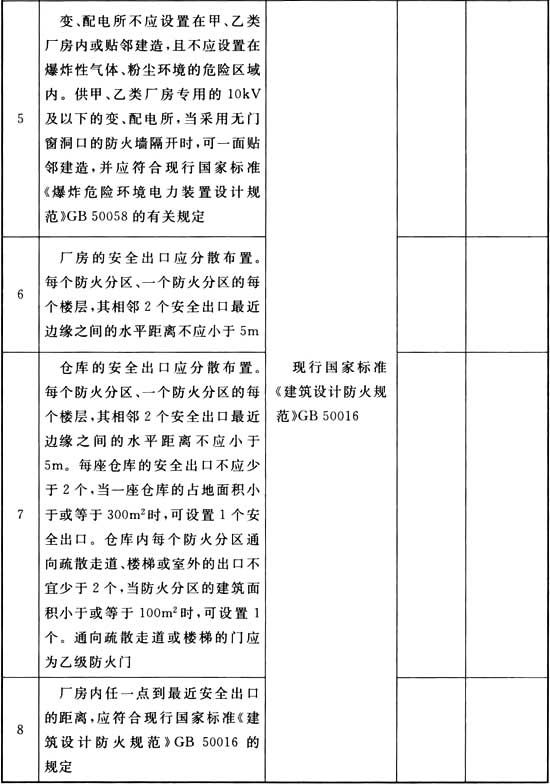 变、配电所不应设置在甲、乙类
厂房内或贴邻建造,且不应设置在
爆炸性气体、粉尘环境的危险区域
内。供甲、乙类厂房专用的 10kV
5
及以下的变、配电所,当采用无门
窗洞口的防火墙隔开时,可一面贴
邻建造,并应符合现行国家标准
《爆炸危险环境电力装置设计规
范》GB 50058 的有关规定
厂房的安全出口应分散布置。
每个防火分区、一个防火分区的每
6
个楼层,其相邻 2 个安全出口最近
边缘之间的水平距离不应小于 5m
仓库的安全出口应分散布置。
每个防火分区、一个防火分区的每
个楼层,其相邻 2 个安全出口最近
边缘之间的水平距离不应小于
5m。每座仓库的安全出口不应少
于 2 个,当一座仓库的占地面积小
7
于或等于 300m²时,可设置 1 个安
全出口。仓库内每个防火分区通
向疏散走道、楼梯或室外的出口不
宜少于 2 个,当防火分区的建筑面
积小于或等于 100m²时,可设置 1
个。通向疏散走道或楼梯的门应
为乙级防火门
厂房内任一点到最近安全出口
的距离,应符合现行国家标准《建
8
筑设计防火规范》GB 50016 的
规定
现行国家标准
《建筑设计防火规
范》GB 50016